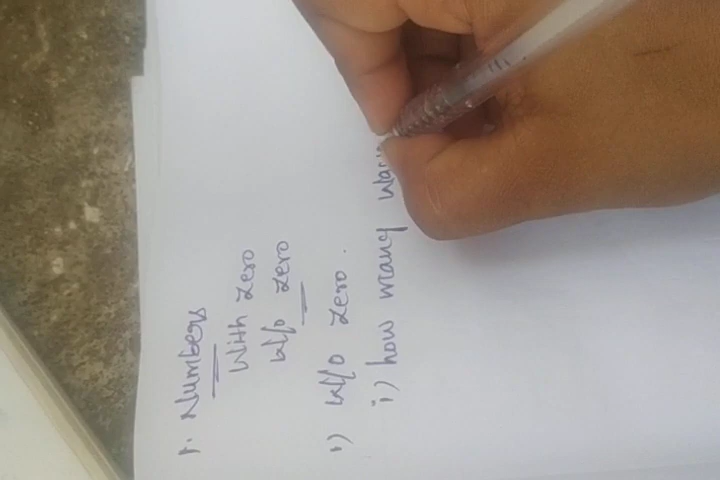 1. Numbers
With Zero
W/o Zero
1) W/o Zero.
i) how many